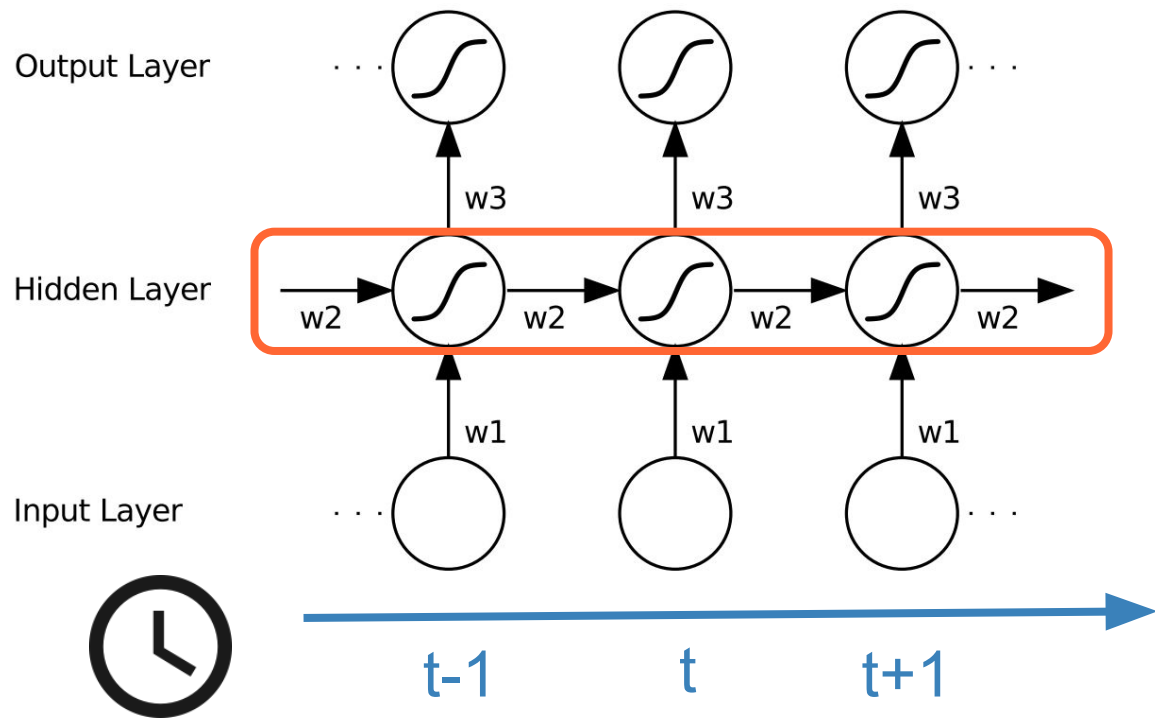 Output Layer
. . .
. . .
w3
w3
w3
Hidden Layer
w2
w2
w2
w2
w1
w1
w1
Input Layer
. . .
. . .
t-1
t
t+1